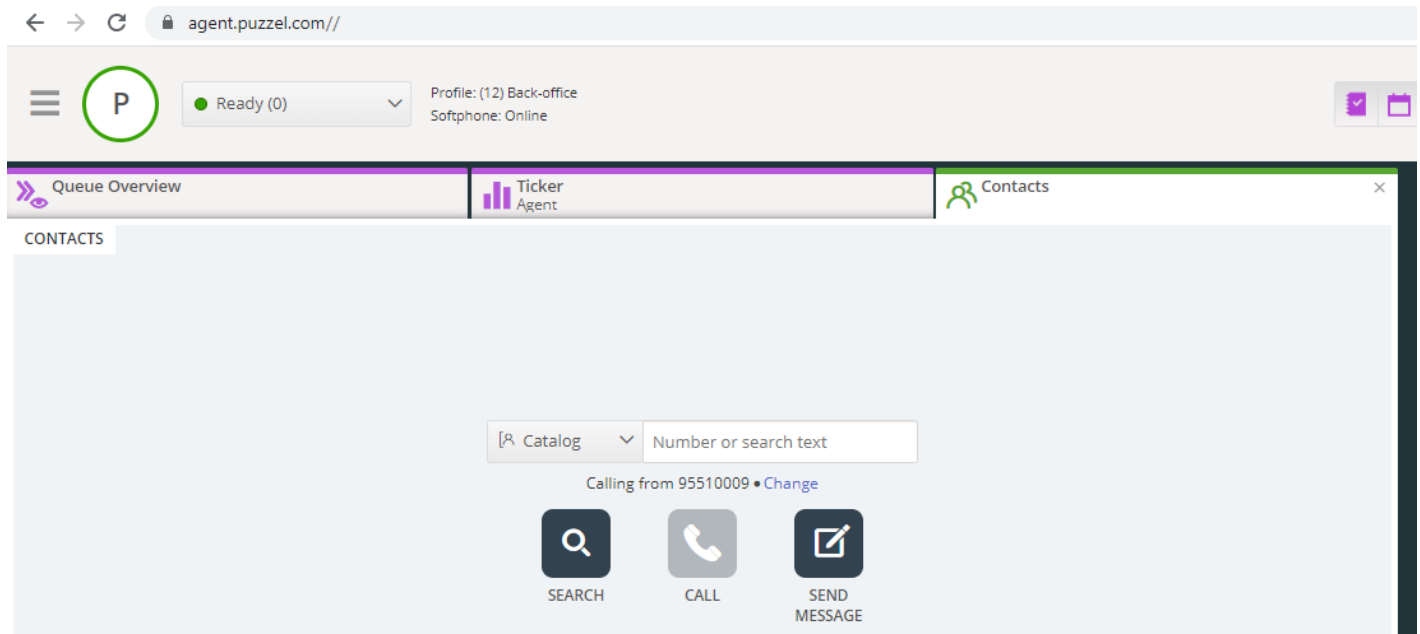 agent.puzzel.com//
P
Ready (0)
Profile: (12) Back-office
Softphone: Online
Queue Overview
Ticker
Agent
Contacts
CONTACTS
Catalog
Number or search text
Calling from 95510009 • Change
SEARCH
CALL
SEND
MESSAGE